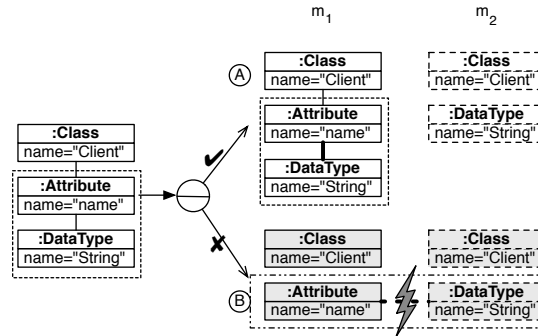 m1 m2
A
:Class
name="Client"
:Class
name="Client"
:Attribute
name="name"
:DataType
name="String"
:DataType
name="String"
:Class
name="Client"
:Attribute
name="name"
:DataType
name="String"
:Class
name="Client"
:Class
name="Client"
B
:Attribute
name="name"
:DataType
name="String"